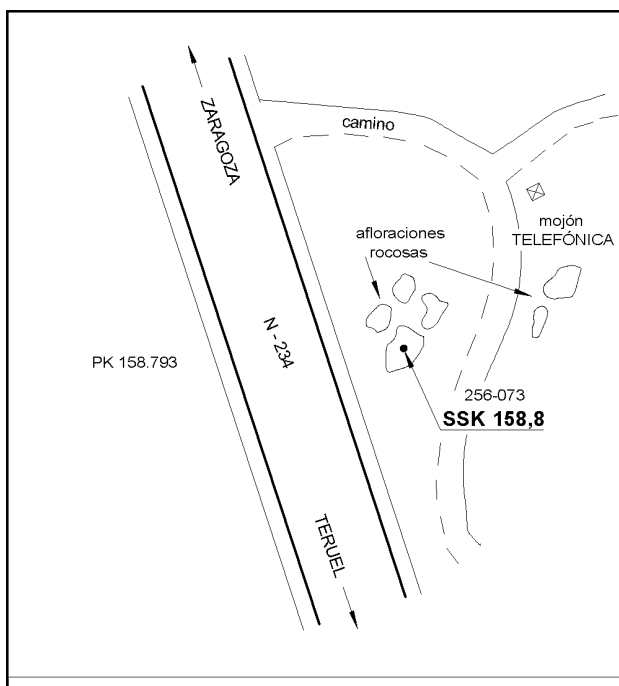 ZARAGOZA
camino
mojón
TELEFÓNICA
afloraciones
rocosas
N - 234
PK 158.793
256-073
SSK 158,8
TERUEL